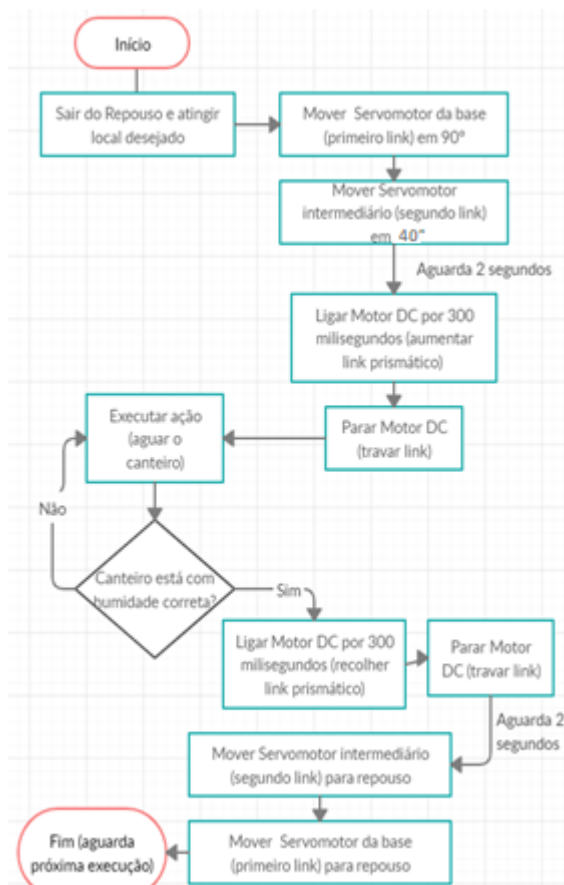 Início
Sair do Repouso e atingir
local desejado
Mover Servomotor da base
(primeiro link) em 90°
Mover Servomotor
intermediário (segundo link)
em 40°
Aguarda 2 segundos
Ligar Motor DC por 300
milisegundos (aumentar
link prismático)
Parar Motor DC
(travar link)
Executar ação
(aguar o
canteiro)
Não
Canteiro está com
humidade correta?
Sim
Ligar Motor DC por 300
milisegundos (recolher
link prismático)
Parar Motor
DC (travar link)
Aguarda 2
segundos
Mover Servomotor intermediário
(segundo link) para repouso
Mover Servomotor da base
(primeiro link) para repouso
Fim (aguarda
próxima execução)